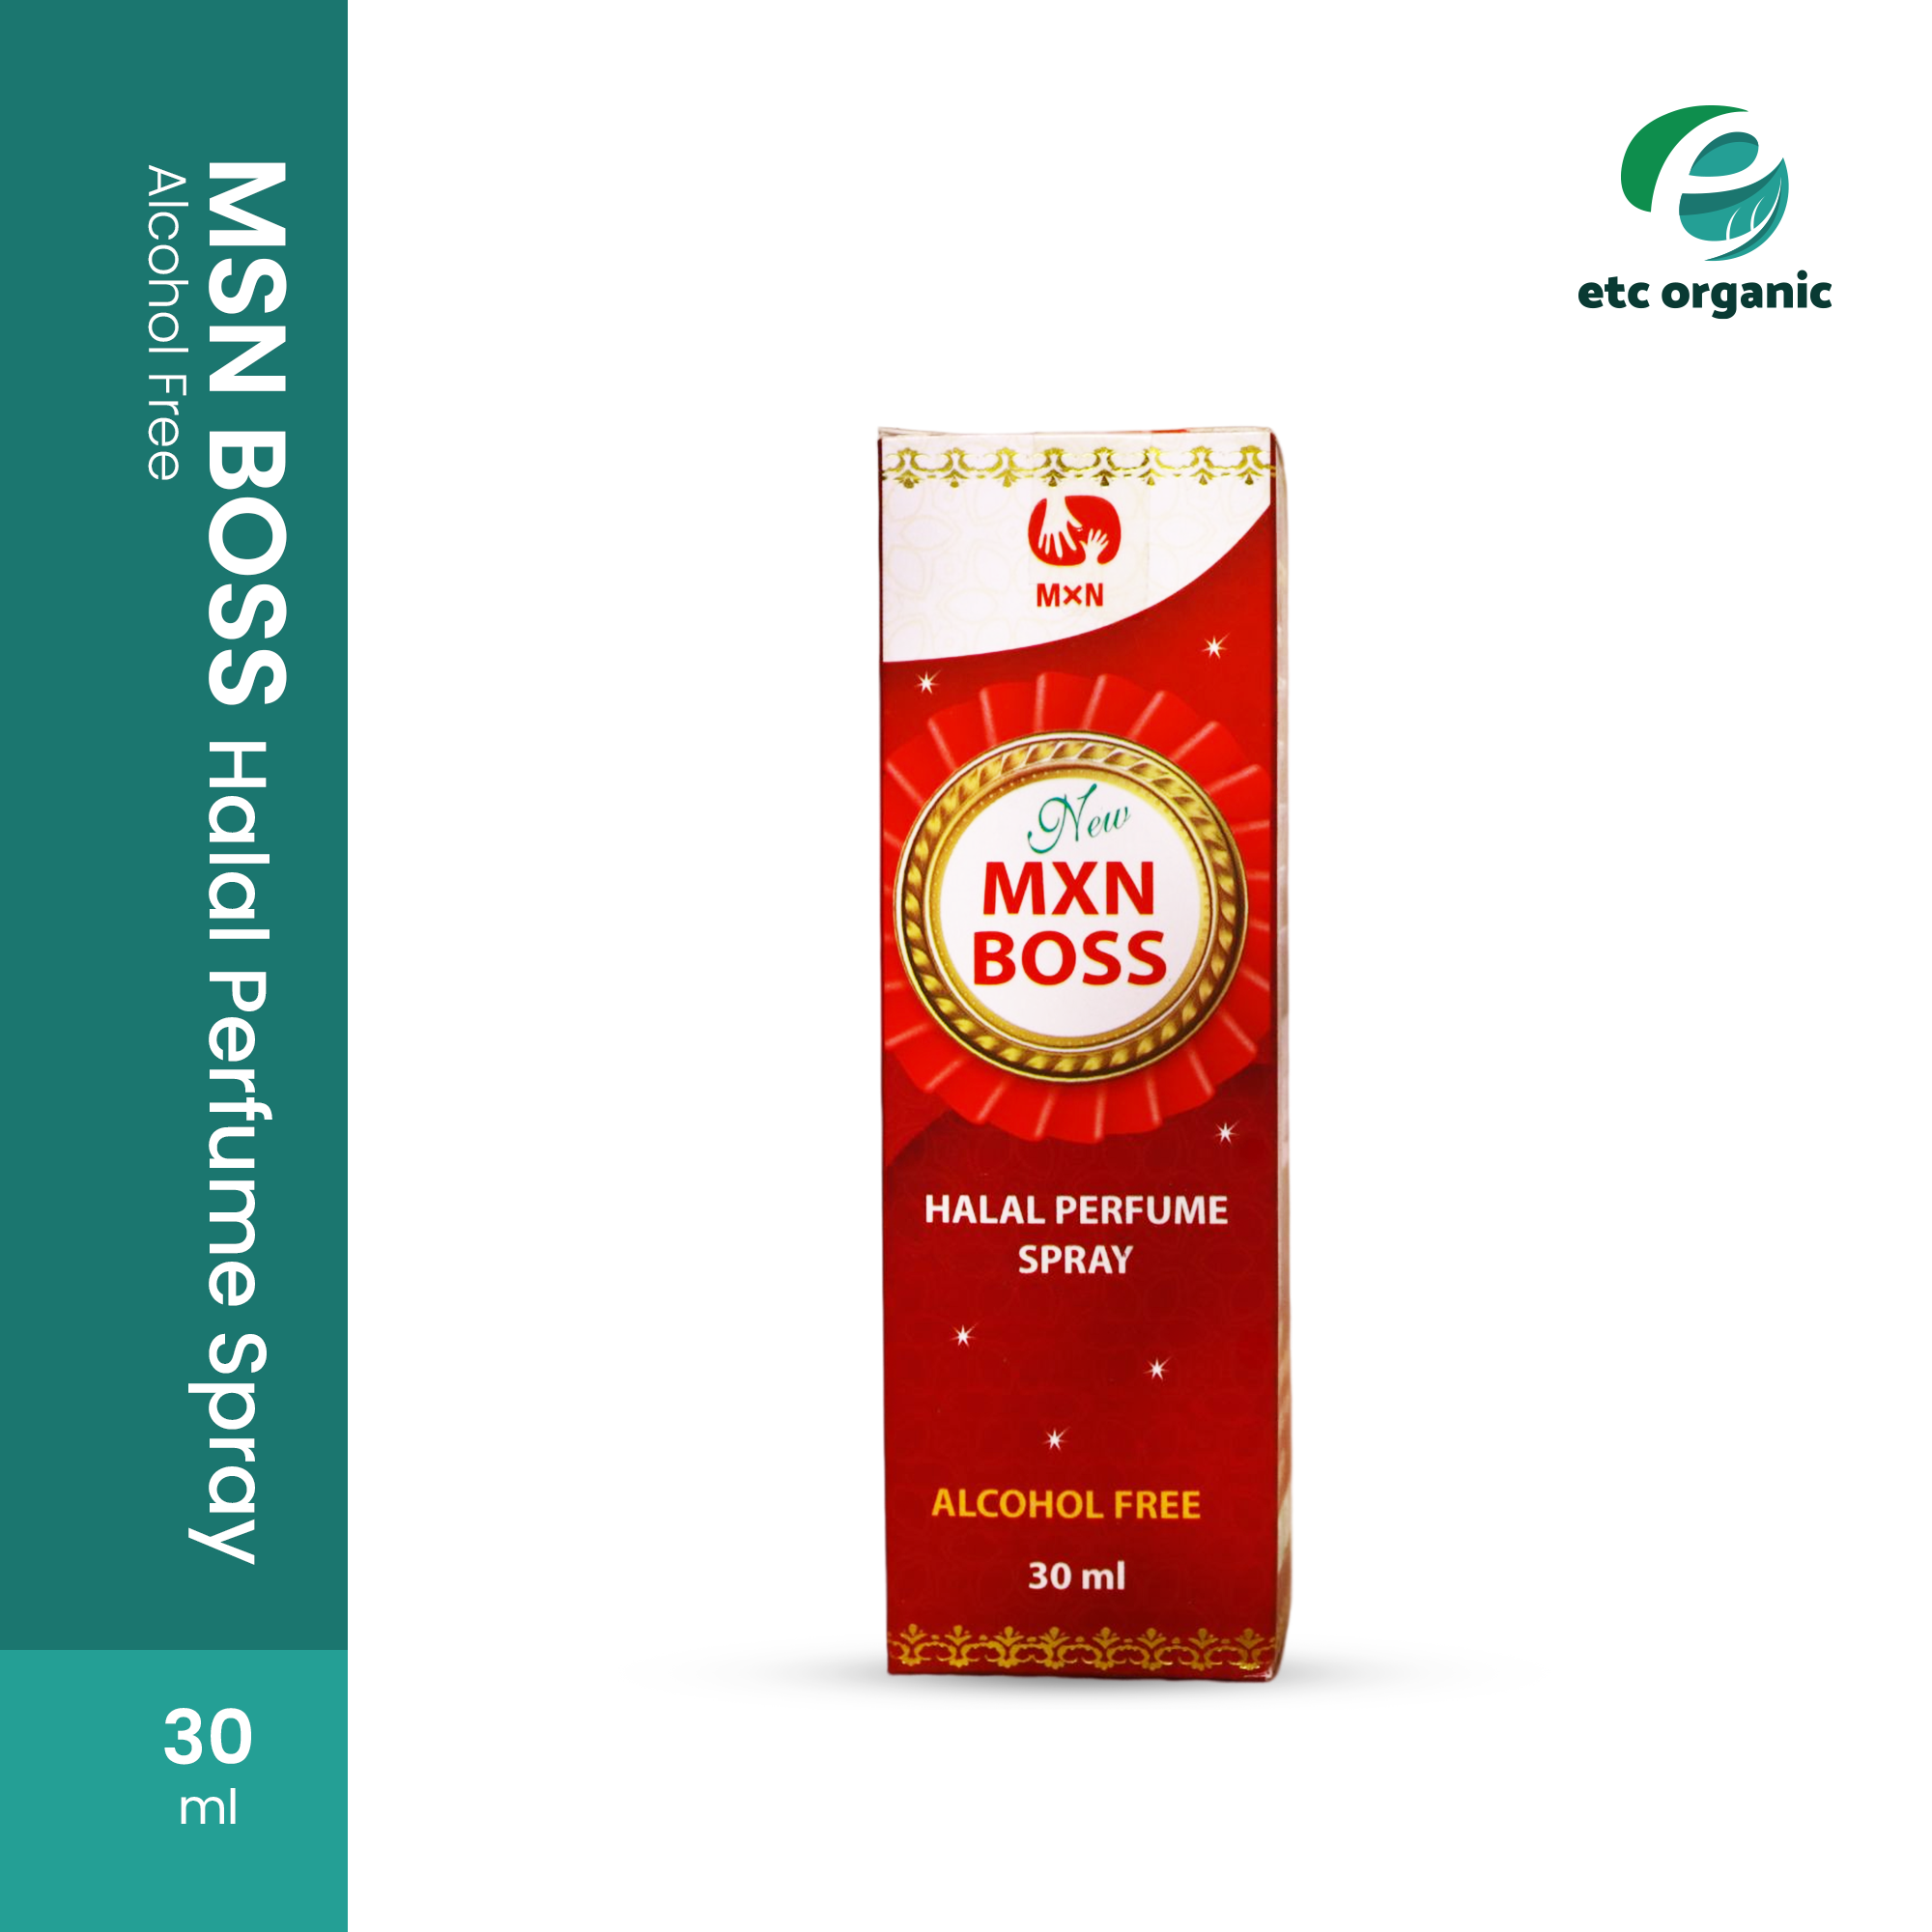 MSN BOSS Halal Perfume Spray
Alcohol Free
30
ml
etc organic
M×N
New
MXN
BOSS
HALAL PERFUME
SPRAY
ALCOHOL FREE
30 ml